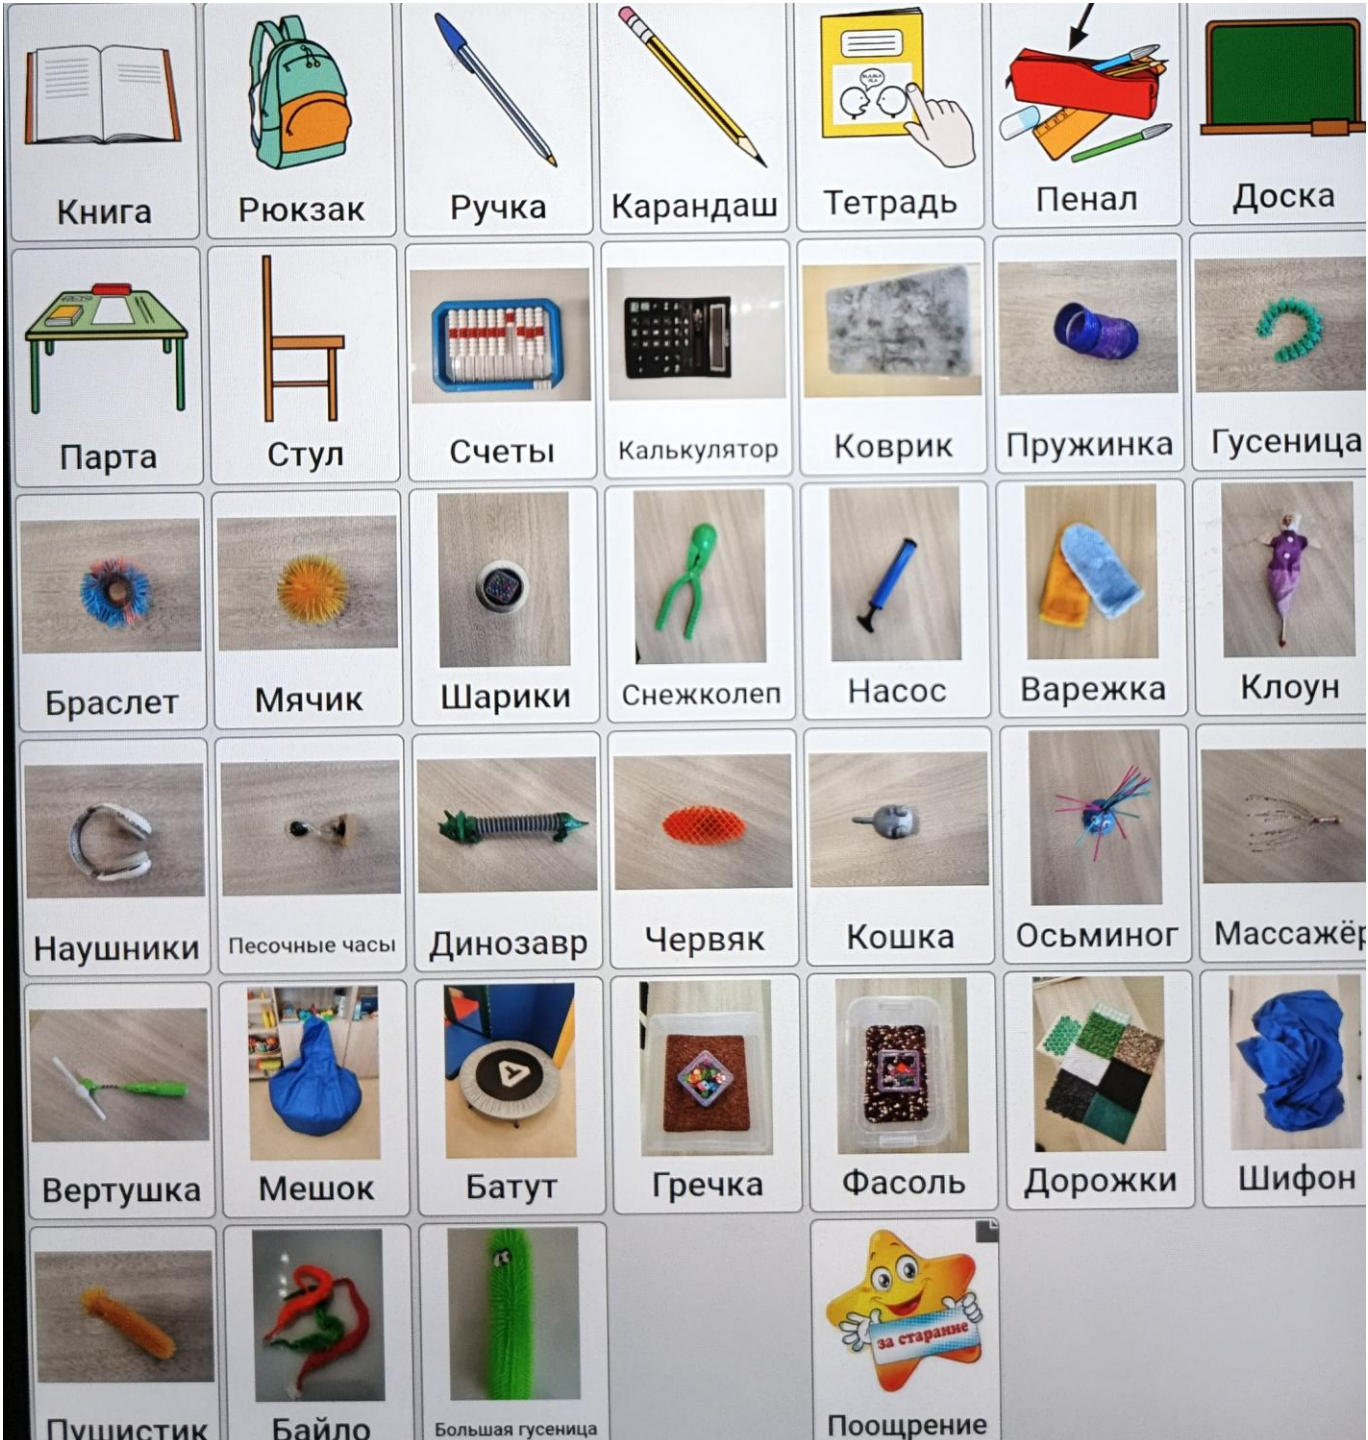 Книга
Рюкзак
Ручка
Карандаш
Тетрадь
Пенал
Доска
Парта
Стул
Счеты
Калькулятор
Коврик
Пружинка
Гусеница
Браслет
Мячик
Шарики
Снежколеп
Насос
Варежка
Клоун
Наушники
Песочные часы
Динозавр
Червяк
Кошка
Осьминог
Массажёр
Вертушка
Мешок
Батут
Гречка
Фасоль
Дорожки
Шифон
за старание
Пушистик
Байло
Большая гусеница
Поощрение